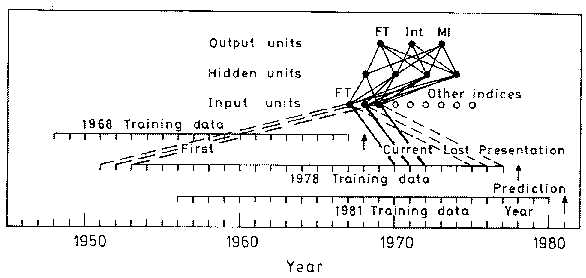 FT Int MI
Output units
Hidden units
Input units FT Other indices
1968 Training data
First Current Last Presentation
1978 Training data
Prediction
1981 Training data Year
1950 1960 1970 1980
Year